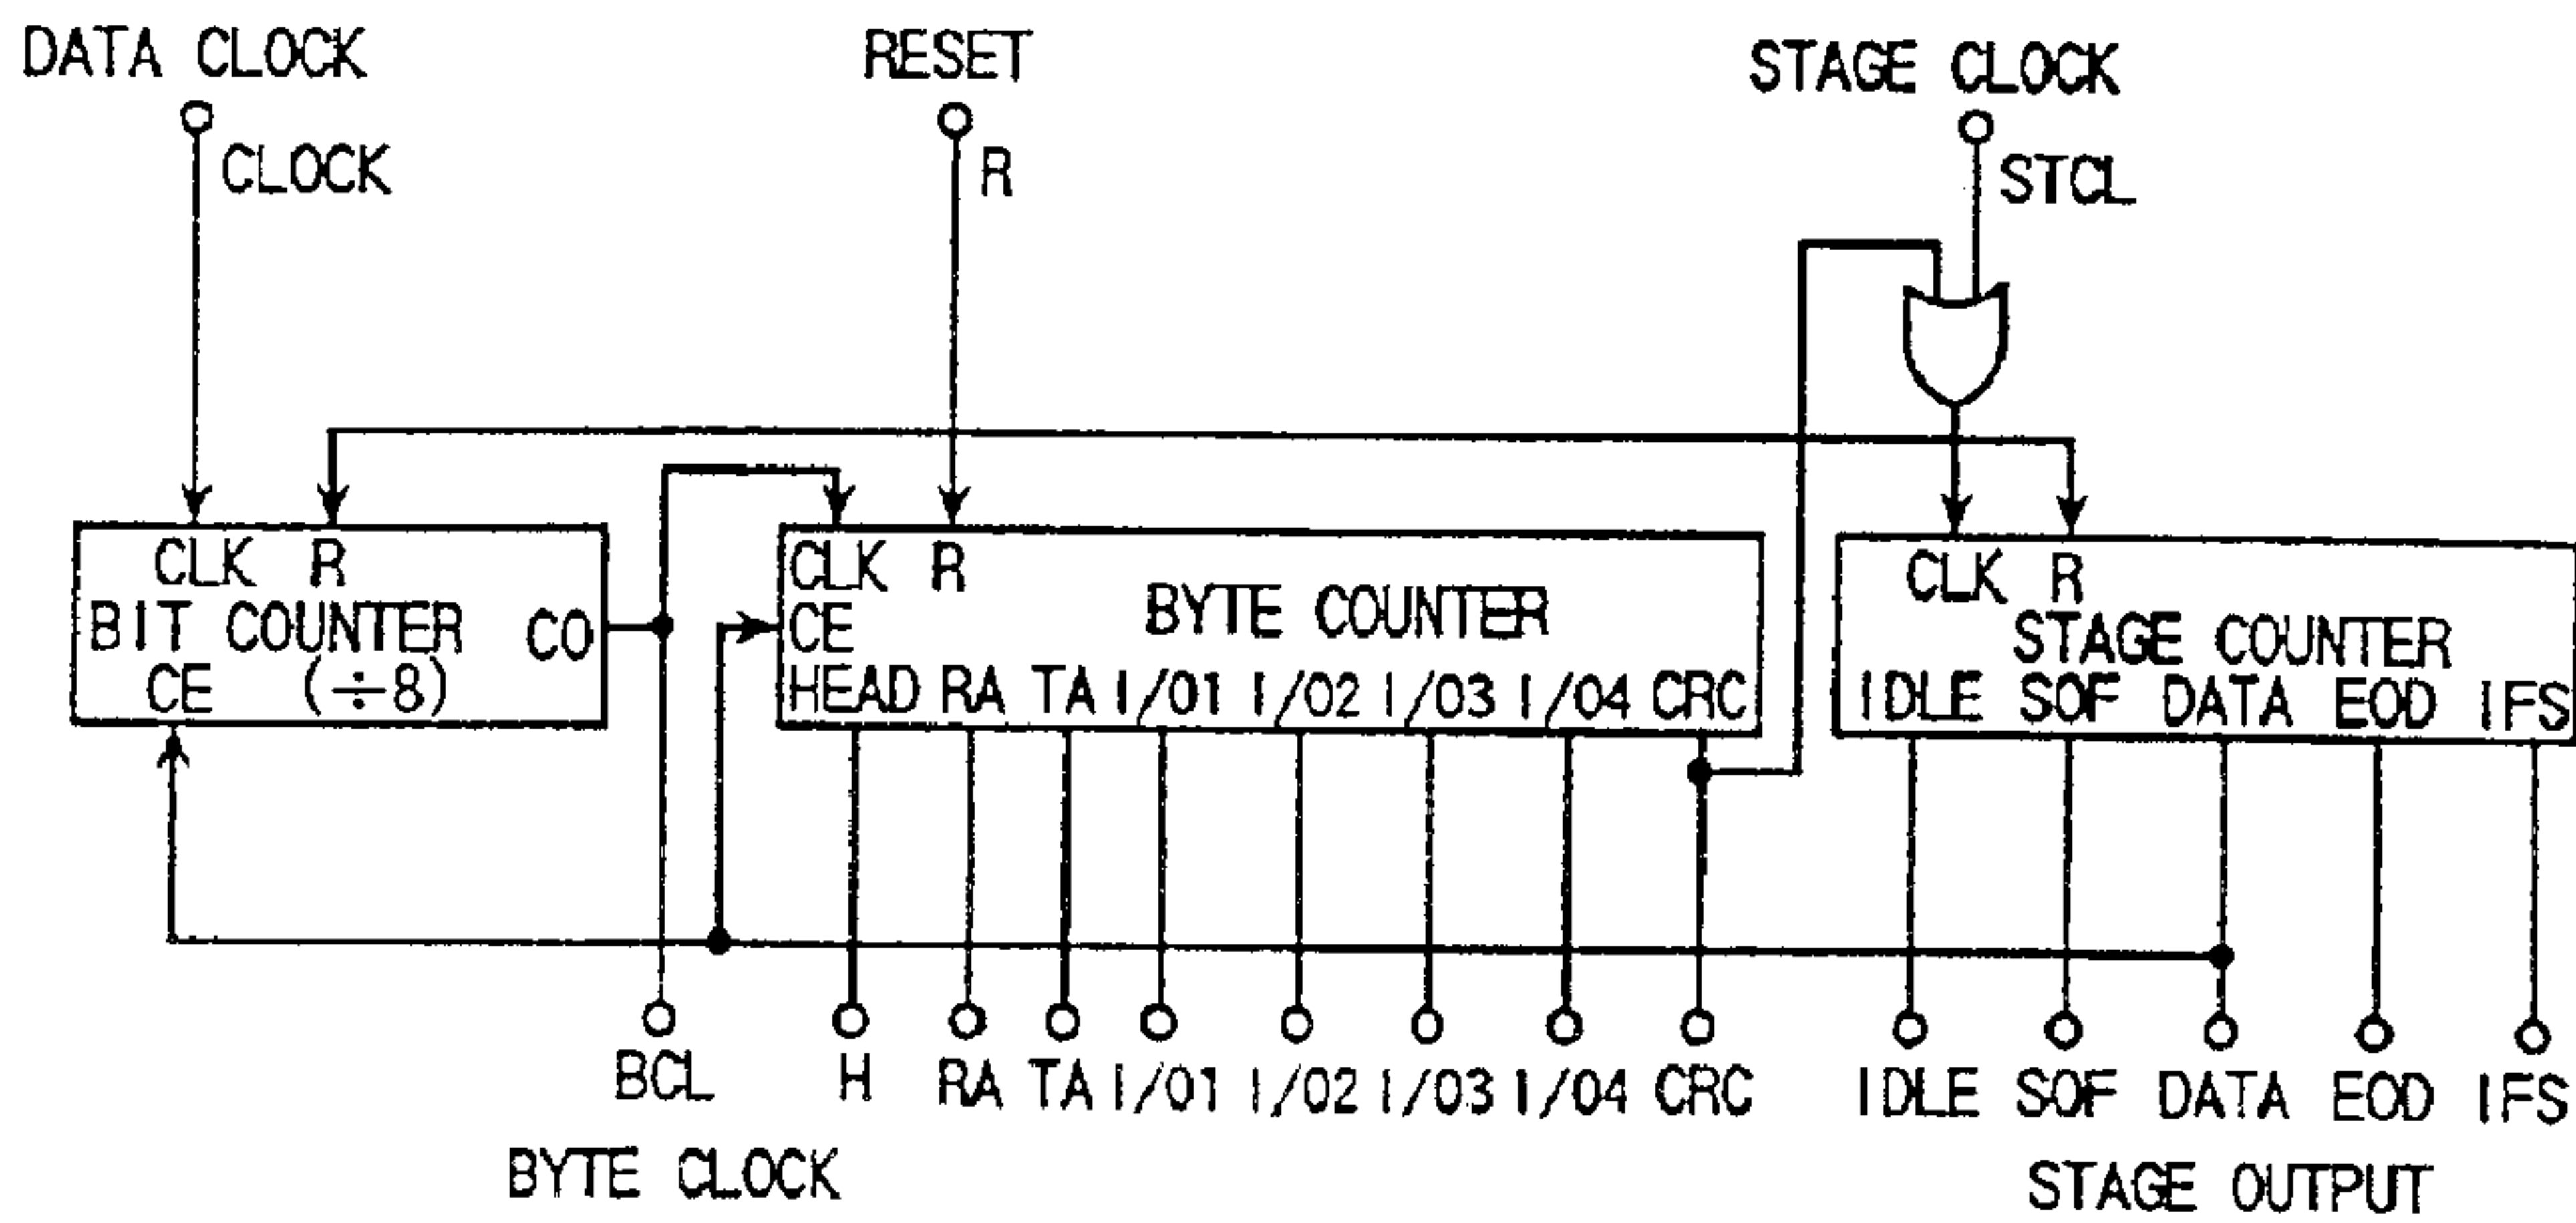 DATA CLOCK RESET STAGE CLOCK
CLOCK R STCL
CLK R CLK R CLK R
BIT COUNTER CO CE BYTE COUNTER STAGE COUNTER
CE (÷8) HEAD RA TA I/01 I/02 I/03 I/04 CRC IDLE SOF DATA EOD IFS
BCL H RA TA I/01 I/02 I/03 I/04 CRC IDLE SOF DATA EOD IFS
BYTE CLOCK STAGE OUTPUT